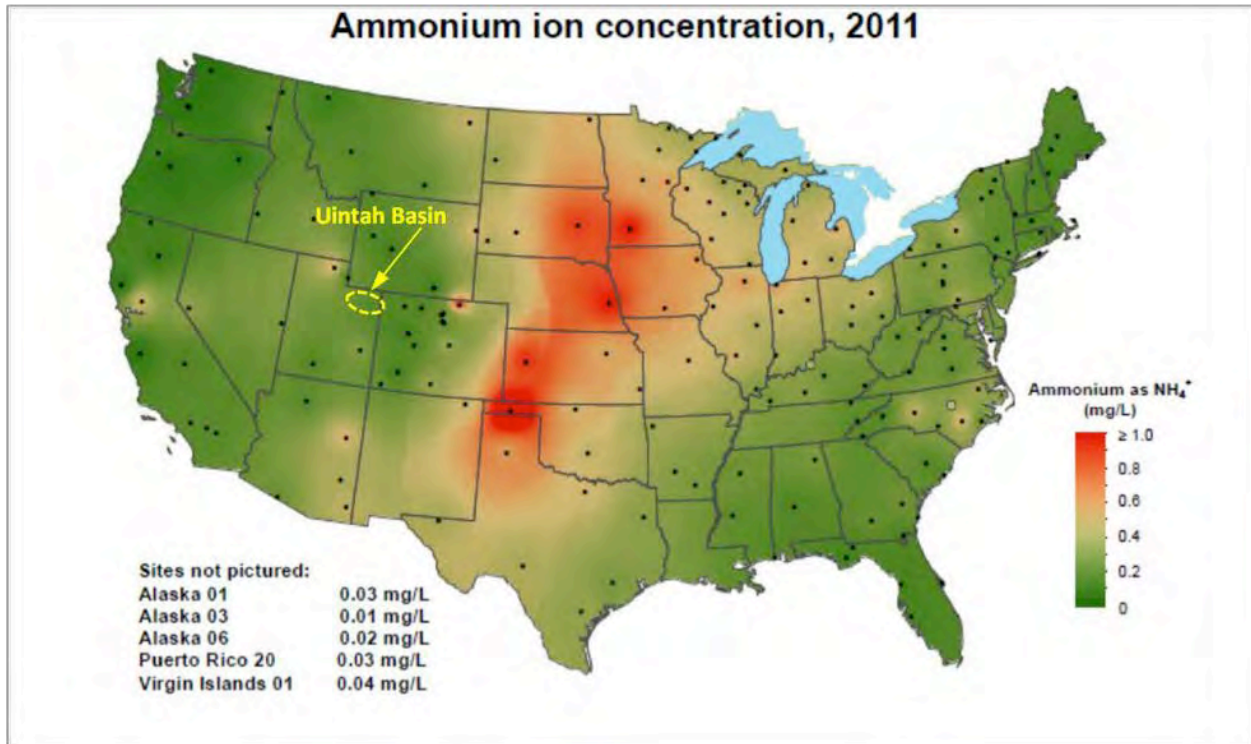 Ammonium ion concentration, 2011
Uintah Basin
Ammonium as NH₄⁺
(mg/L)
≥ 1.0
0.8
0.6
0.4
0.2
0
Sites not pictured:
Alaska 01 0.03 mg/L
Alaska 03 0.01 mg/L
Alaska 06 0.02 mg/L
Puerto Rico 20 0.03 mg/L
Virgin Islands 01 0.04 mg/L